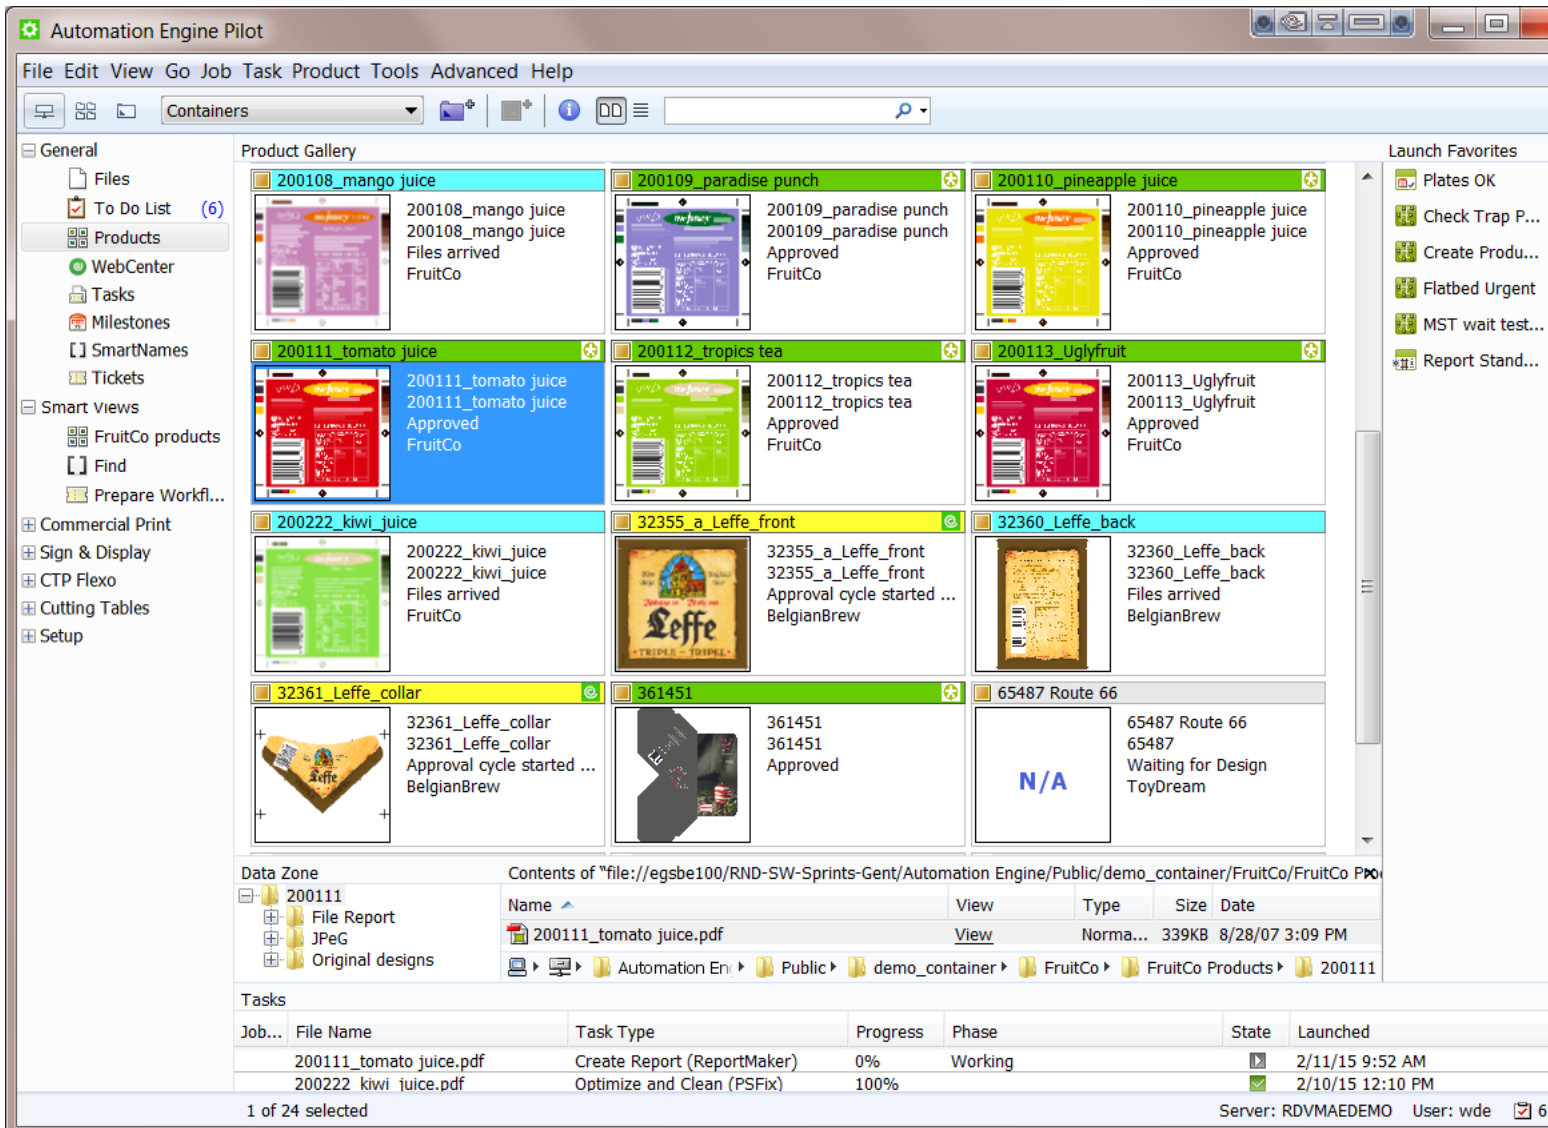 Automation Engine Pilot
File Edit View Go Job Task Product Tools Advanced Help
Containers
General
Files
To Do List (6)
Products
WebCenter
Tasks
Milestones
SmartNames
Tickets
Smart Views
FruitCo products
Find
Prepare Workfl...
Commercial Print
Sign & Display
CTP Flexo
Cutting Tables
Setup
Product Gallery
200108_mango juice
200108_mango juice
200108_mango juice
Files arrived
FruitCo
200109_paradise punch
200109_paradise punch
200109_paradise punch
Approved
FruitCo
200110_pineapple juice
200110_pineapple juice
200110_pineapple juice
Approved
FruitCo
200111_tomato juice
200111_tomato juice
200111_tomato juice
Approved
FruitCo
200112_tropics tea
200112_tropics tea
200112_tropics tea
Approved
FruitCo
200113_Uglyfruit
200113_Uglyfruit
200113_Uglyfruit
Approved
FruitCo
200222_kiwi_juice
200222_kiwi_juice
200222_kiwi_juice
Files arrived
FruitCo
32355_a_Leffe_front
Leffe
TRIPLE - TRIPEL
32355_a_Leffe_front
32355_a_Leffe_front
Approval cycle started ...
BelgianBrew
32360_Leffe_back
32360_Leffe_back
32360_Leffe_back
Files arrived
BelgianBrew
32361_Leffe_collar
Leffe
32361_Leffe_collar
32361_Leffe_collar
Approval cycle started ...
BelgianBrew
361451
361451
361451
Approved
65487 Route 66
N/A
65487 Route 66
65487
Waiting for Design
ToyDream
Launch Favorites
Plates OK
Check Trap P...
Create Produ...
Flatbed Urgent
MST wait test...
Report Stand...
Data Zone
200111
File Report
JPeG
Original designs
Contents of "file://egsbe100/RND-SW-Sprints-Gent/Automation Engine/Public/demo_container/FruitCo/FruitCo
Name View Type Size Date
200111_tomato juice.pdf View Norma... 339KB 8/28/07 3:09 PM
Automation En Public demo_container FruitCo FruitCo Products 200111
Tasks
Job... File Name Task Type Progress Phase State Launched
200111_tomato juice.pdf Create Report (ReportMaker) 0% Working 2/11/15 9:52 AM
200222_kiwi_juice.pdf Optimize and Clean (PSFix) 100% 2/10/15 12:10 PM
1 of 24 selected Server: RDVMAEDEMO User: wde 6